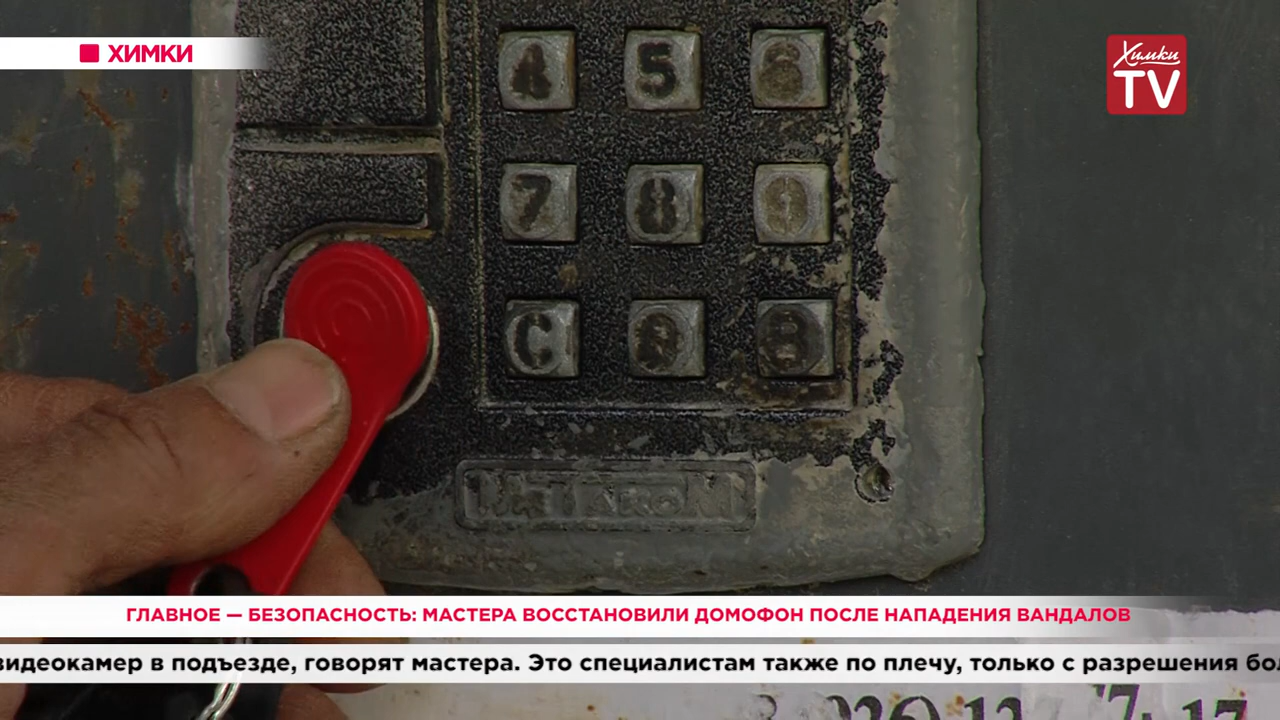 ХИМКИ
Химки
TV
4 5 6
7 8 9
C 0 B
МЕТАКОМ
ГЛАВНОЕ — БЕЗОПАСНОСТЬ: МАСТЕРА ВОССТАНОВИЛИ ДОМОФОН ПОСЛЕ НАПАДЕНИЯ ВАНДАЛОВ
видеокамер в подъезде, говорят мастера. Это специалистам также по плечу, только с разрешения